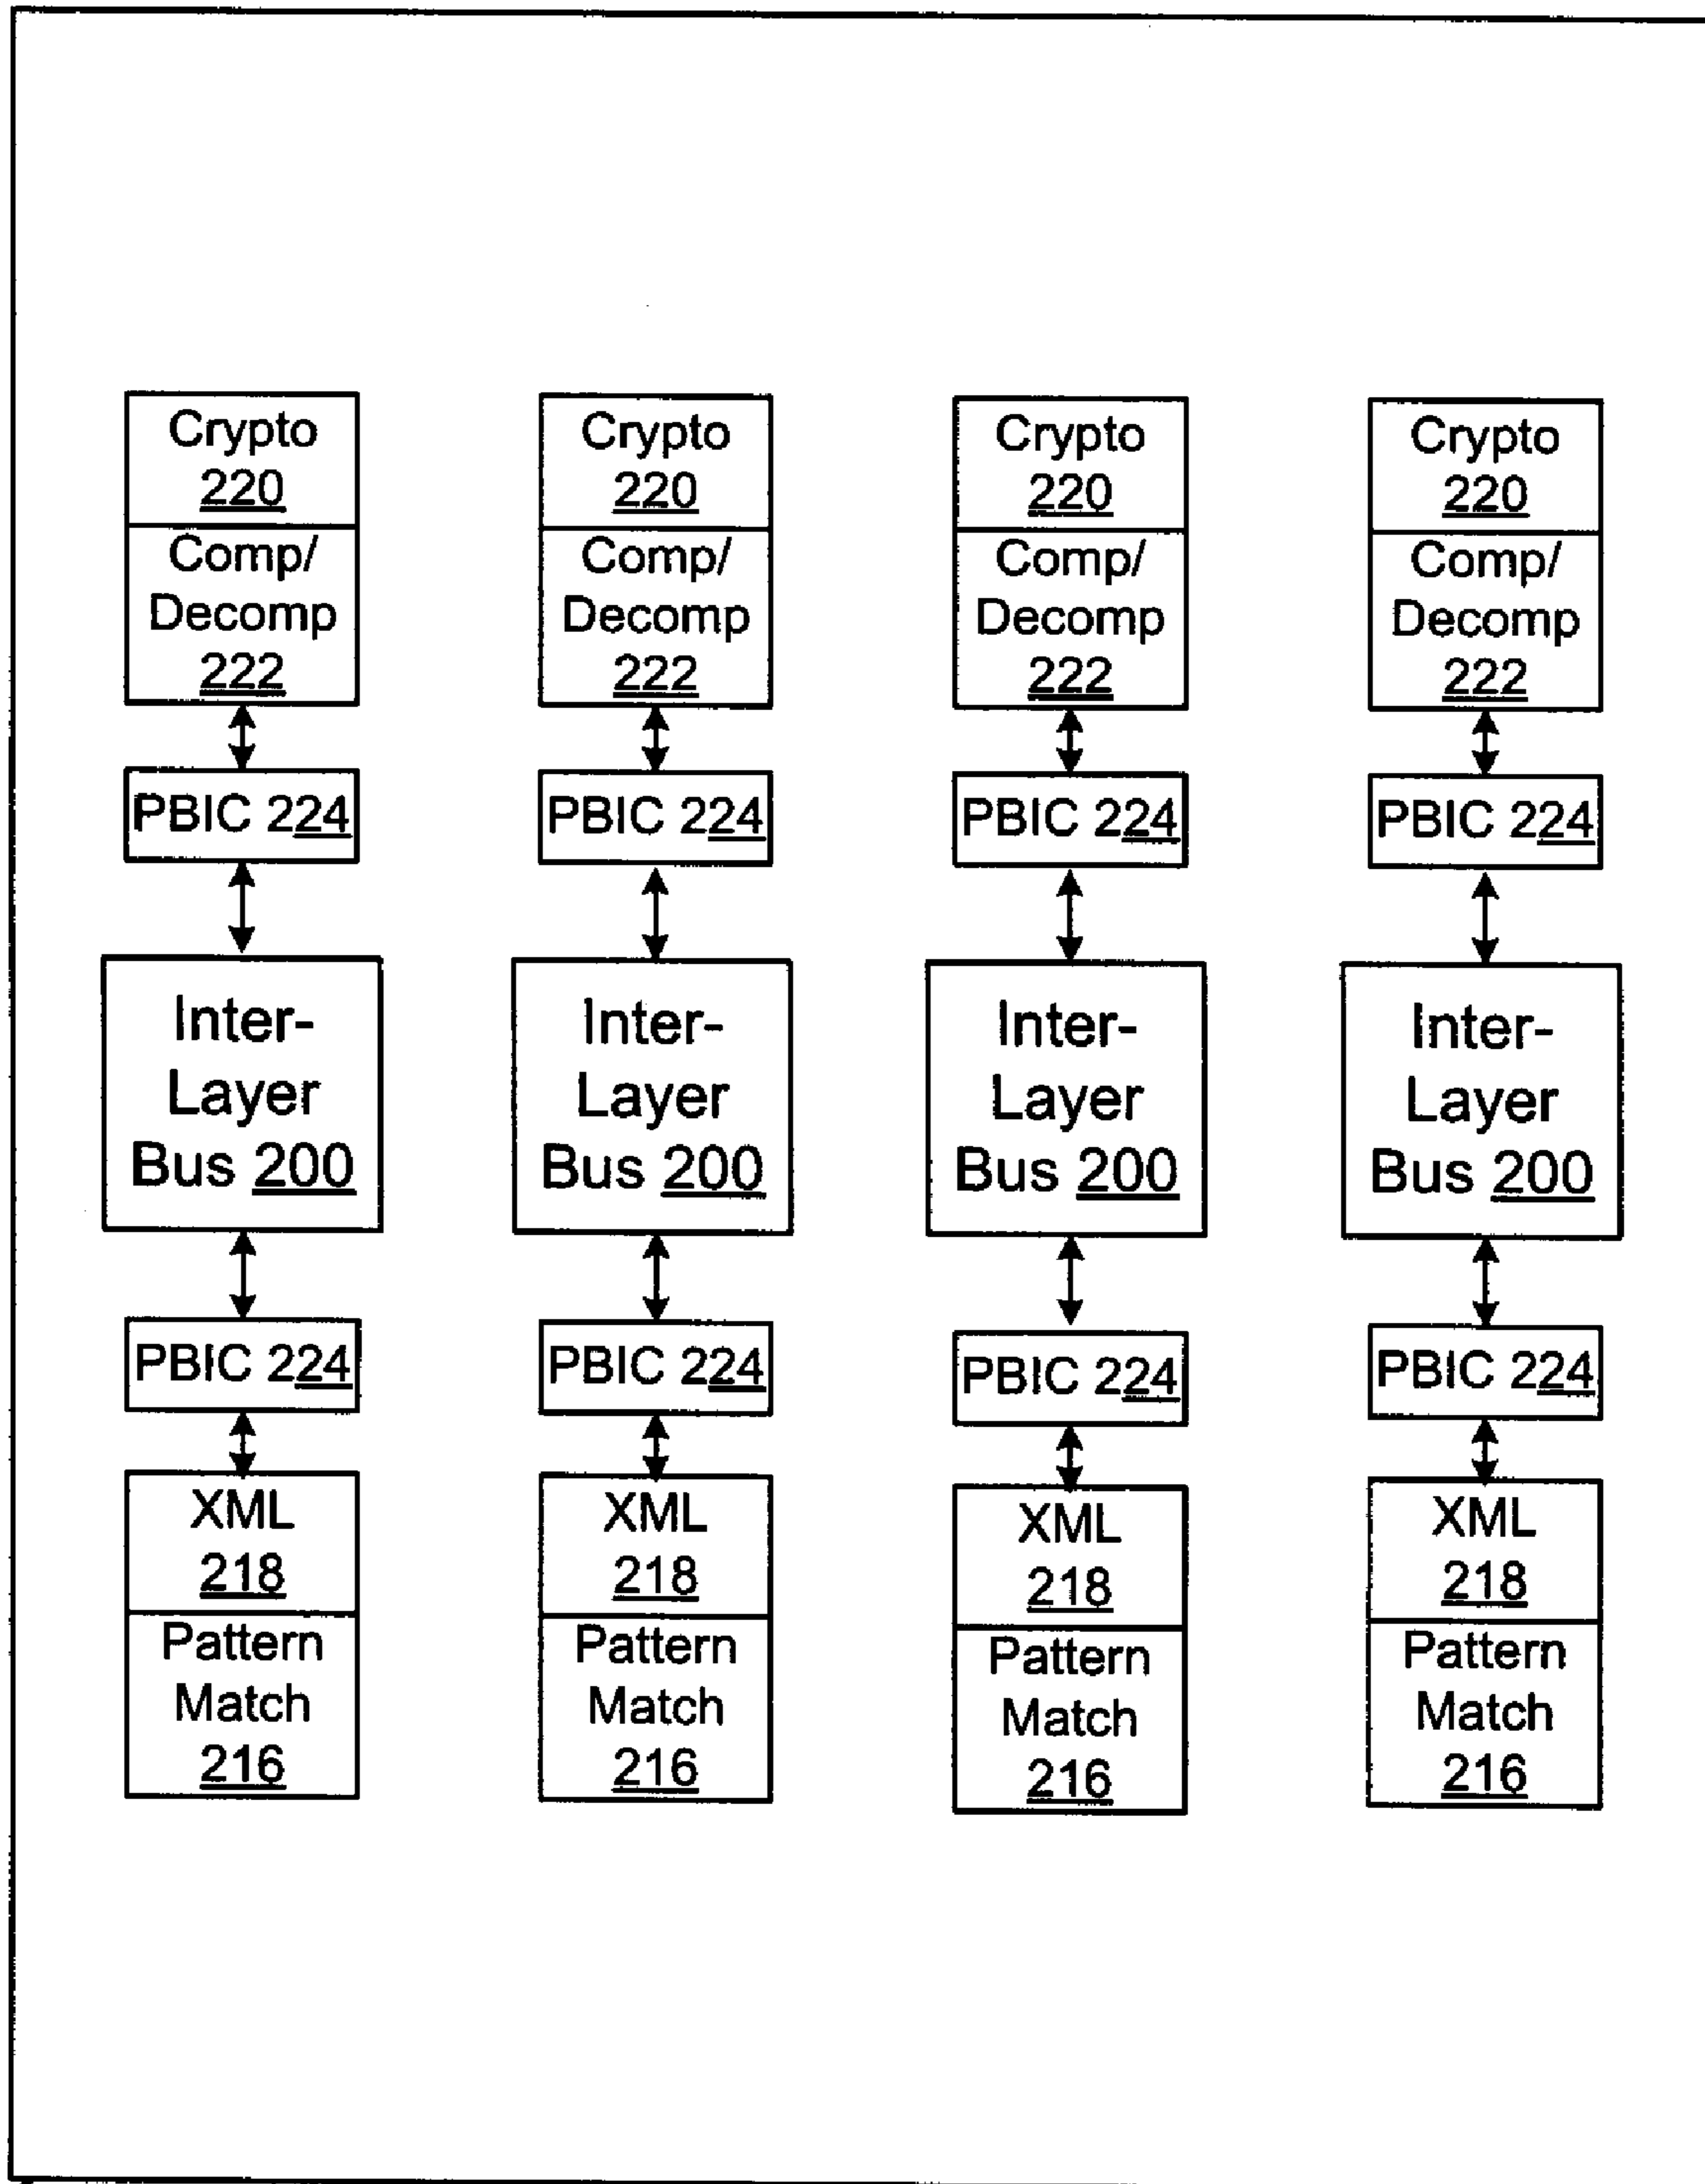 Crypto
220
Comp/
Decomp
222
PBIC 224
Inter-
Layer
Bus 200
PBIC 224
XML
218
Pattern
Match
216
Crypto
220
Comp/
Decomp
222
PBIC 224
Inter-
Layer
Bus 200
PBIC 224
XML
218
Pattern
Match
216
Crypto
220
Comp/
Decomp
222
PBIC 224
Inter-
Layer
Bus 200
PBIC 224
XML
218
Pattern
Match
216
Crypto
220
Comp/
Decomp
222
PBIC 224
Inter-
Layer
Bus 200
PBIC 224
XML
218
Pattern
Match
216